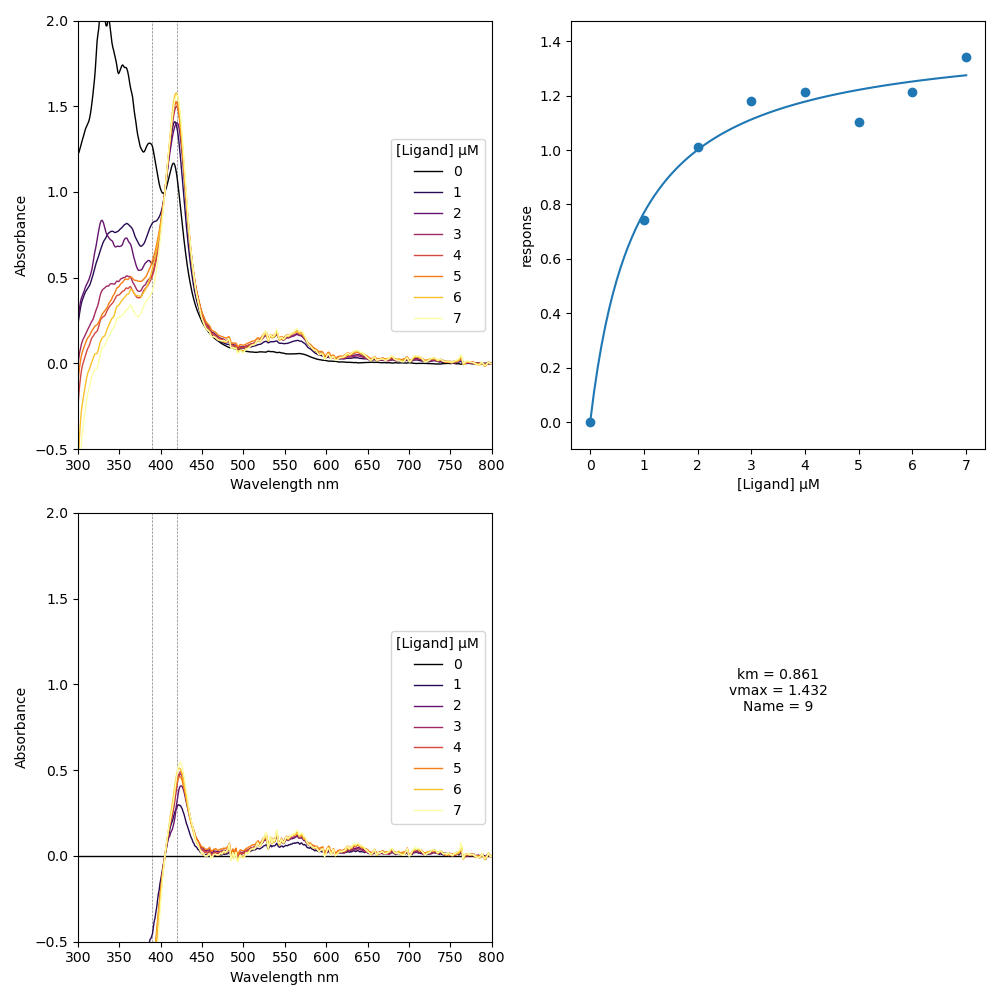 2.0
1.5
1.0
0.5
0.0
−0.5
Absorbance
300 350 400 450 500 550 600 650 700 750 800
Wavelength nm
[Ligand] μM
0
1
2
3
4
5
6
7
1.4
1.2
1.0
0.8
0.6
0.4
0.2
0.0
response
0 1 2 3 4 5 6 7
[Ligand] μM
2.0
1.5
1.0
0.5
0.0
−0.5
Absorbance
300 350 400 450 500 550 600 650 700 750 800
Wavelength nm
[Ligand] μM
0
1
2
3
4
5
6
7
km = 0.861
vmax = 1.432
Name = 9